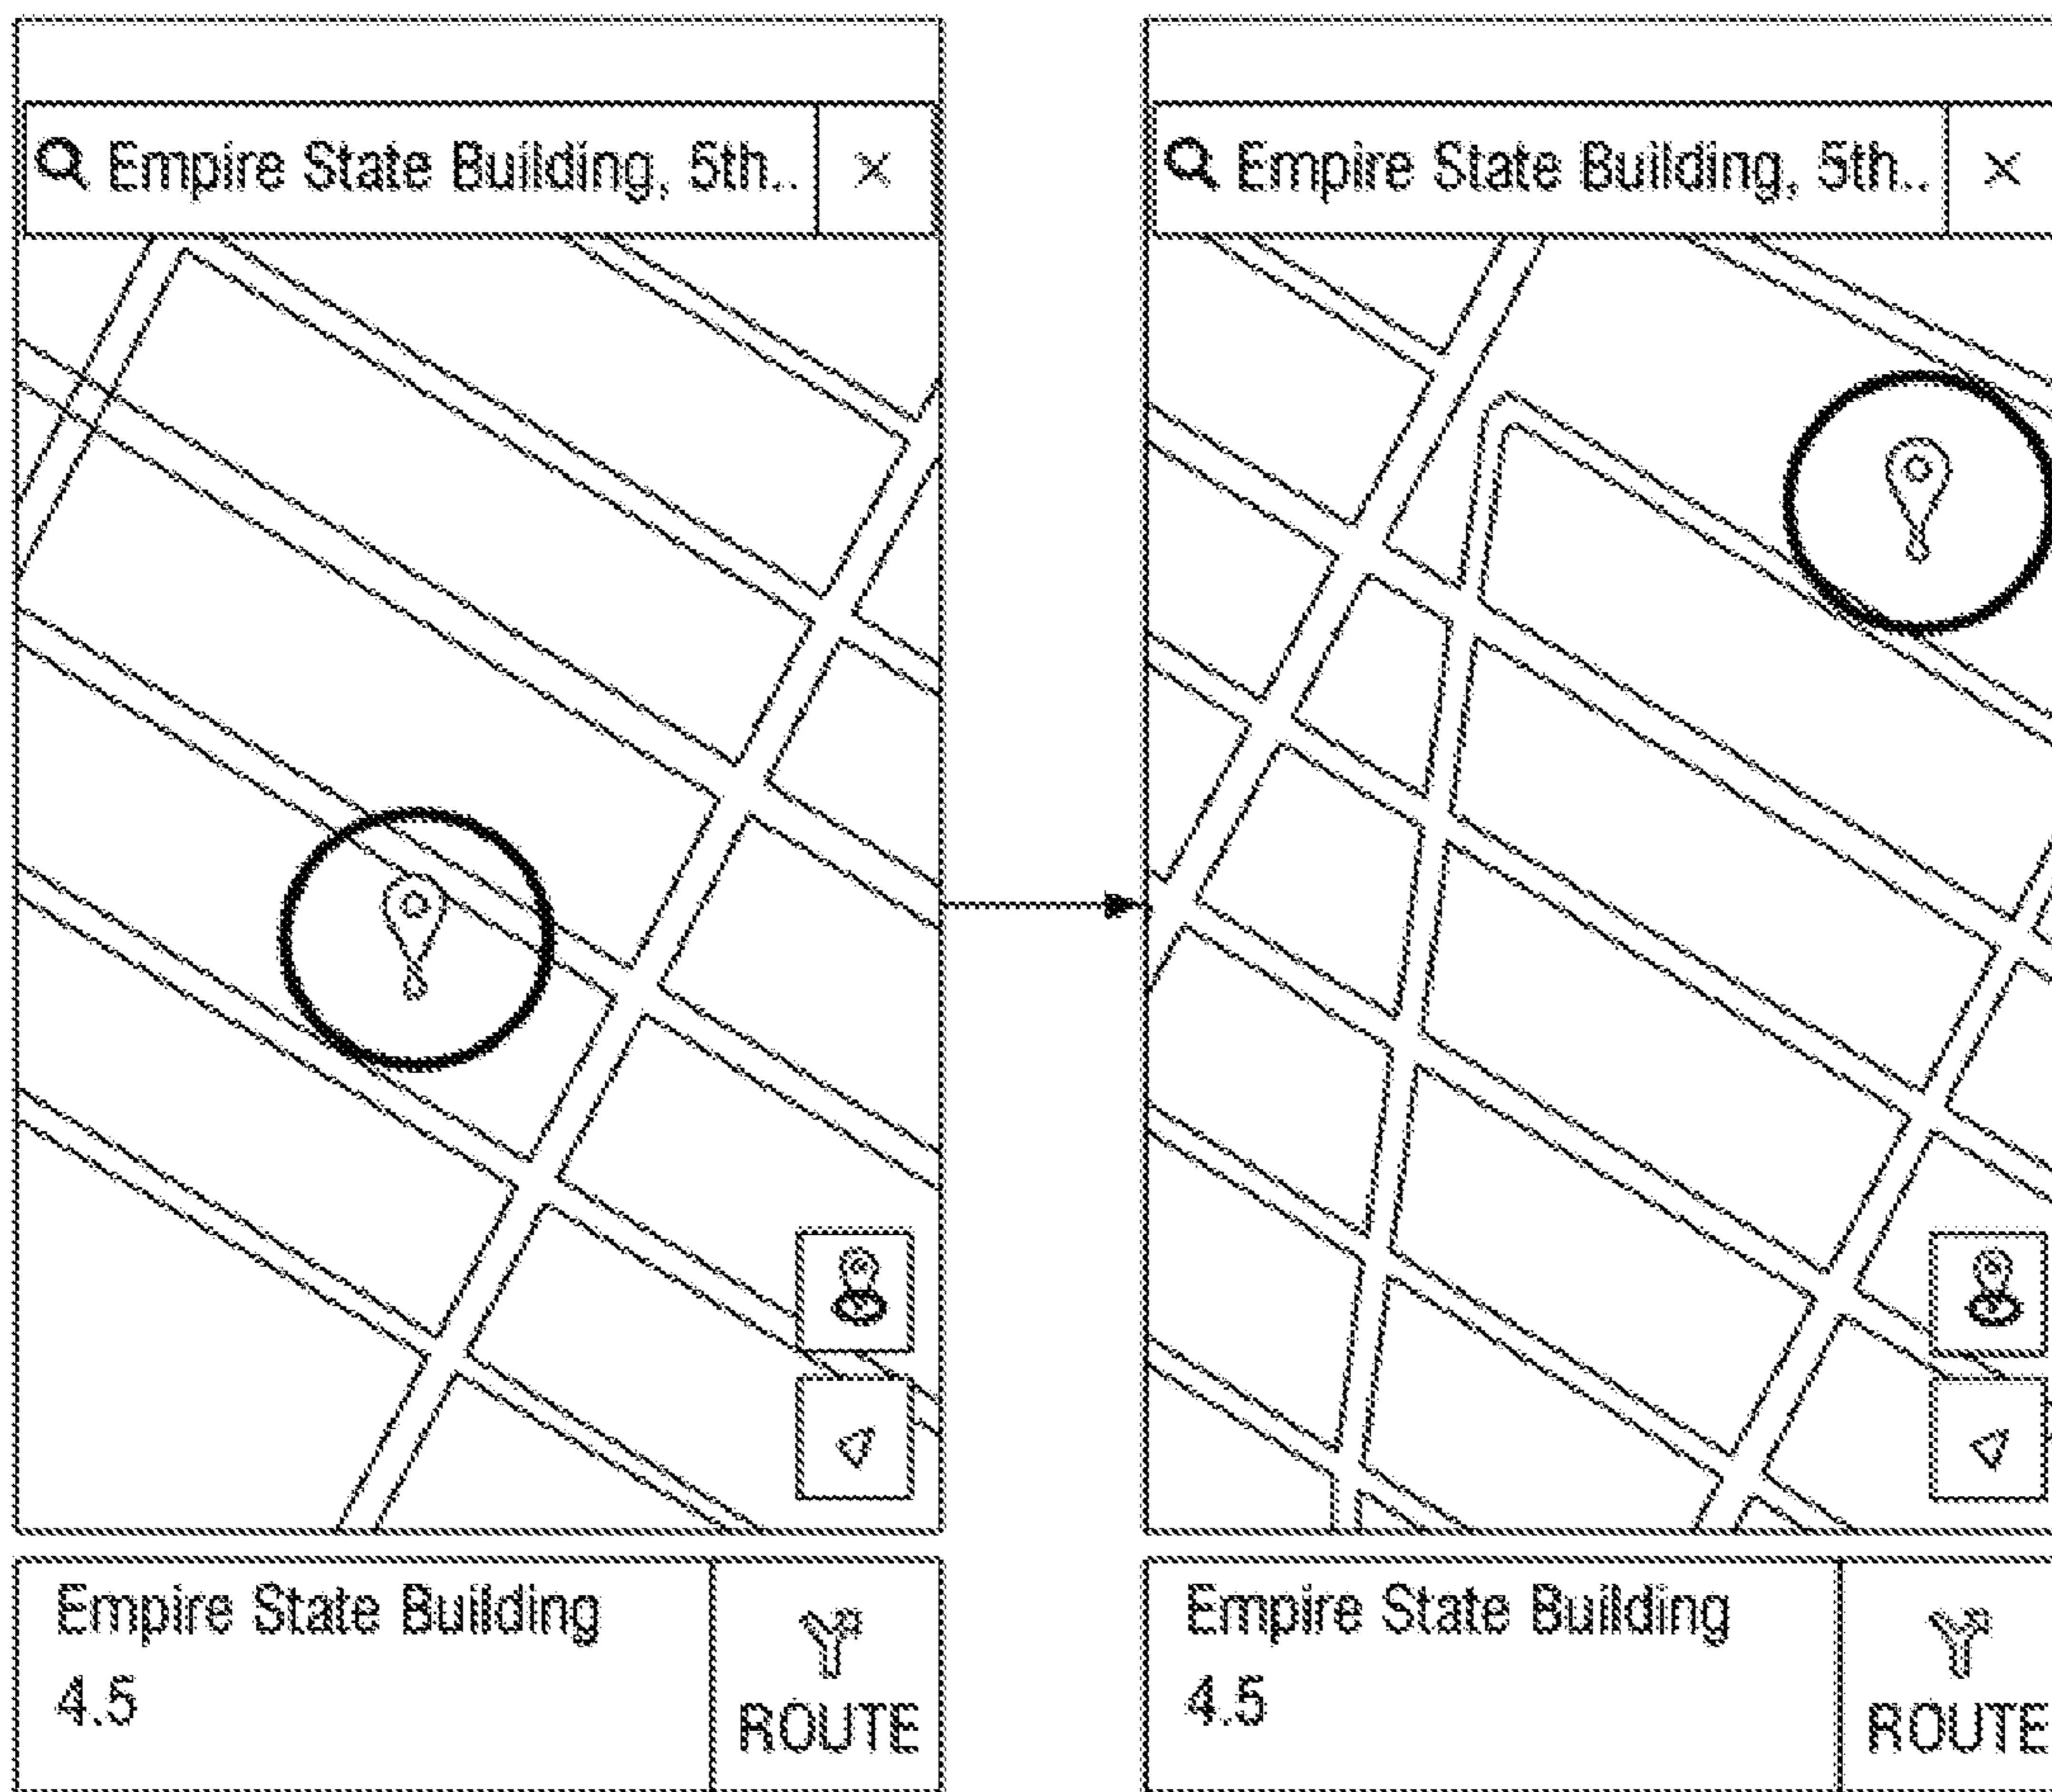 Empire State Building, 5th..
Empire State Building
4.5
ROUTE
Empire State Building, 5th..
Empire State Building
4.5
ROUTE